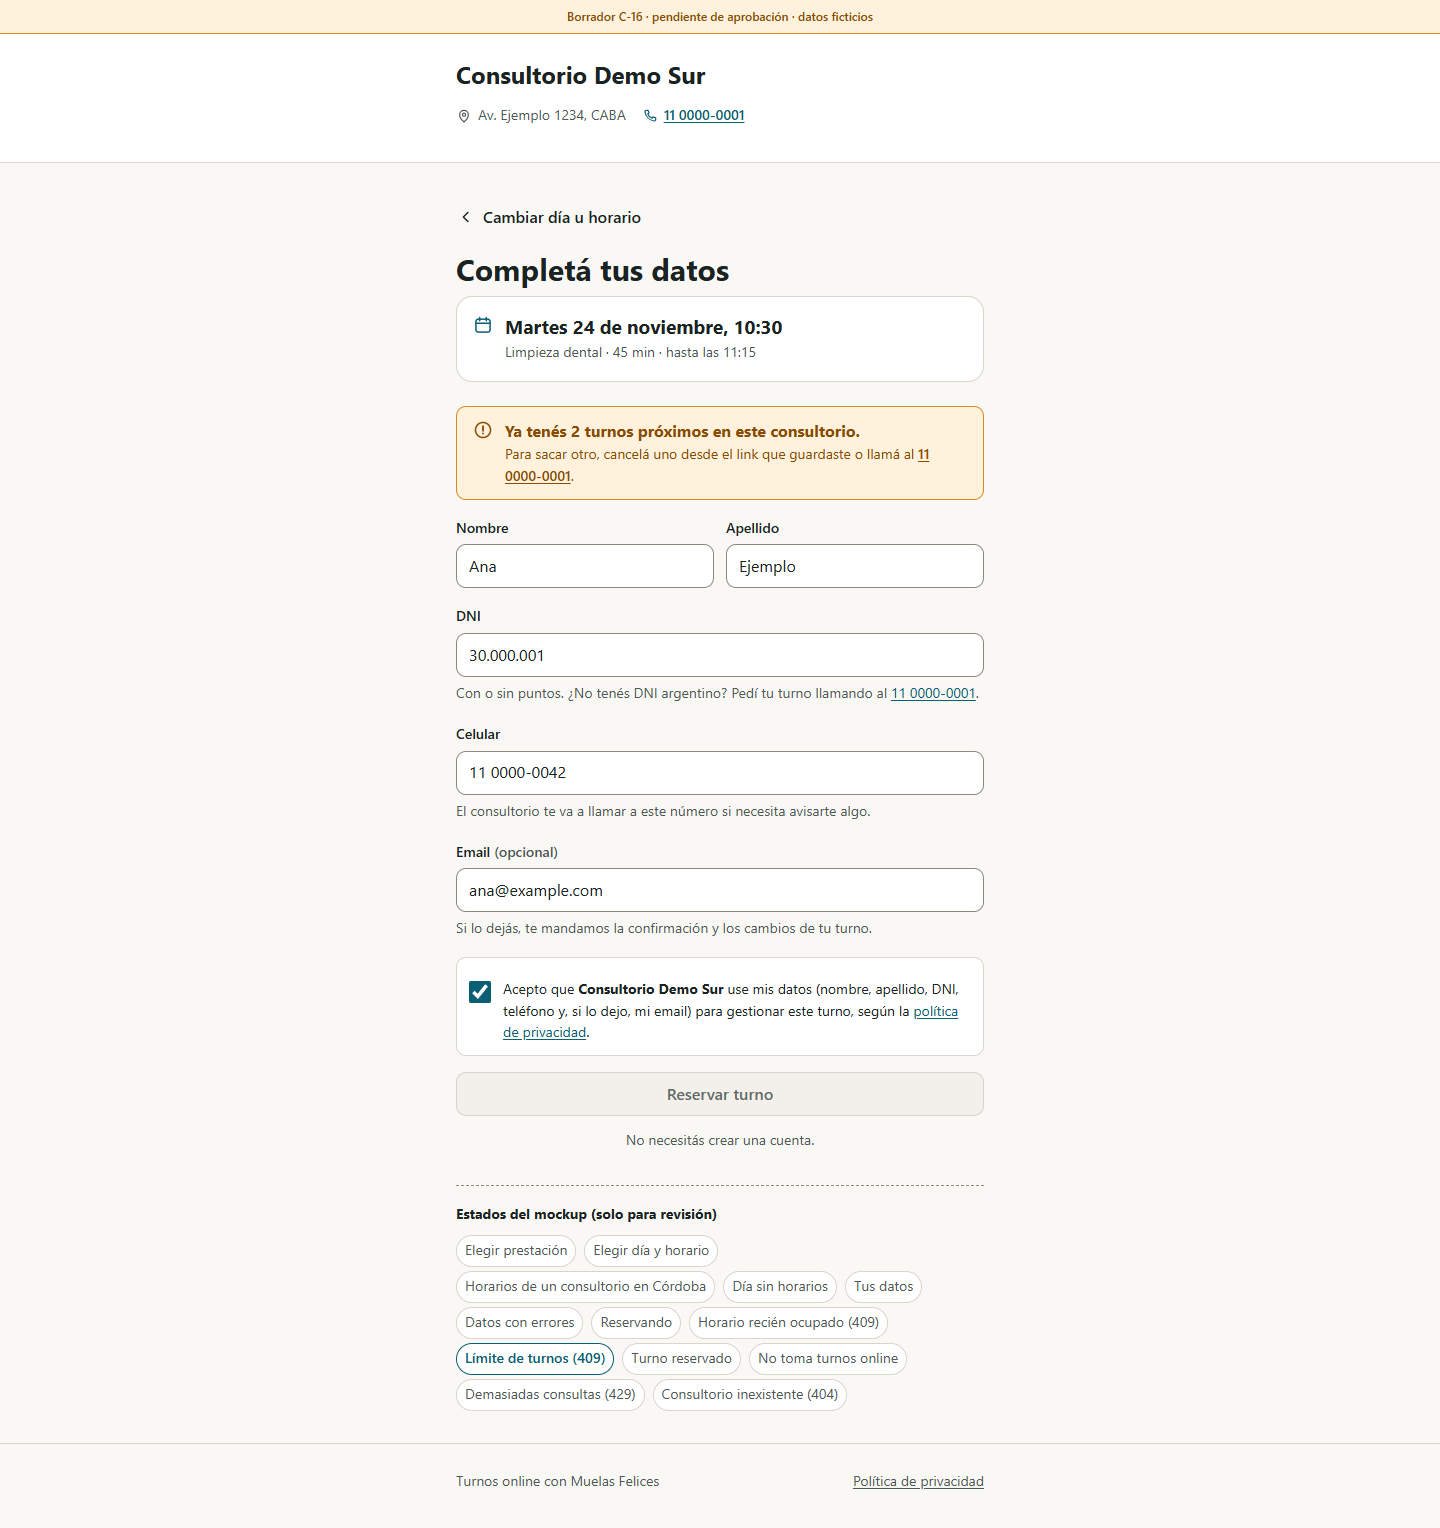 Borrador C-16 · pendiente de aprobación · datos ficticios
Consultorio Demo Sur
Av. Ejemplo 1234, CABA 11 0000-0001
Cambiar día u horario
Completá tus datos
Martes 24 de noviembre, 10:30
Limpieza dental · 45 min · hasta las 11:15
Ya tenés 2 turnos próximos en este consultorio.
Para sacar otro, cancelá uno desde el link que guardaste o llamá al 11
0000-0001.
Nombre Apellido
Ana Ejemplo
DNI
30.000.001
Con o sin puntos. ¿No tenés DNI argentino? Pedí tu turno llamando al 11 0000-0001.
Celular
11 0000-0042
El consultorio te va a llamar a este número si necesita avisarte algo.
Email (opcional)
ana@example.com
Si lo dejás, te mandamos la confirmación y los cambios de tu turno.
Acepto que Consultorio Demo Sur use mis datos (nombre, apellido, DNI,
teléfono y, si lo dejo, mi email) para gestionar este turno, según la política
de privacidad.
Reservar turno
No necesitás crear una cuenta.
Estados del mockup (solo para revisión)
Elegir prestación Elegir día y horario
Horarios de un consultorio en Córdoba Día sin horarios Tus datos
Datos con errores Reservando Horario recién ocupado (409)
Límite de turnos (409) Turno reservado No toma turnos online
Demasiadas consultas (429) Consultorio inexistente (404)
Turnos online con Muelas Felices Política de privacidad